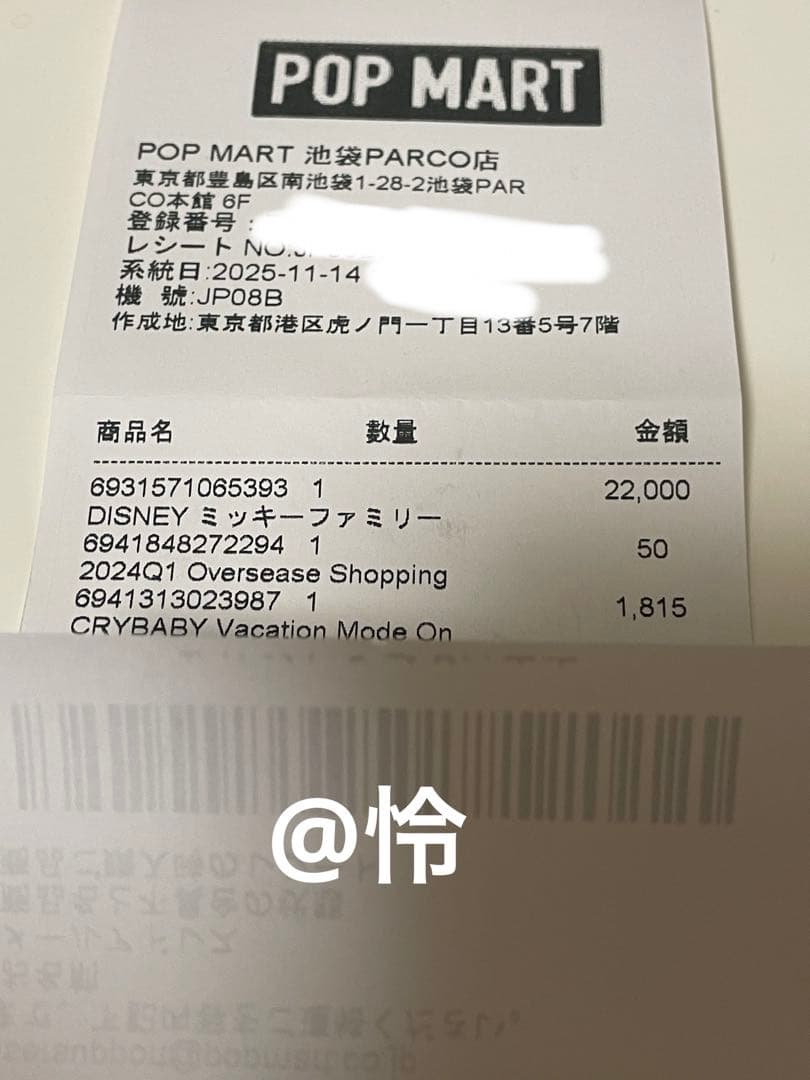 POP MART
POP MART 池袋PARCO店
東京都豊島区南池袋1-28-2池袋PAR
CO本館 6F
登録番号:
レシート NO.
系統日:2025-11-14
機 號:JP08B
作成地:東京都港区虎ノ門一丁目13番5号7階
商品名 數量 金額
6931571065393 1 22,000
DISNEY ミッキーファミリー
6941848272294 1 50
2024Q1 Oversease Shopping
6941313023987 1 1,815
CRYBABY Vacation Mode On
@怜